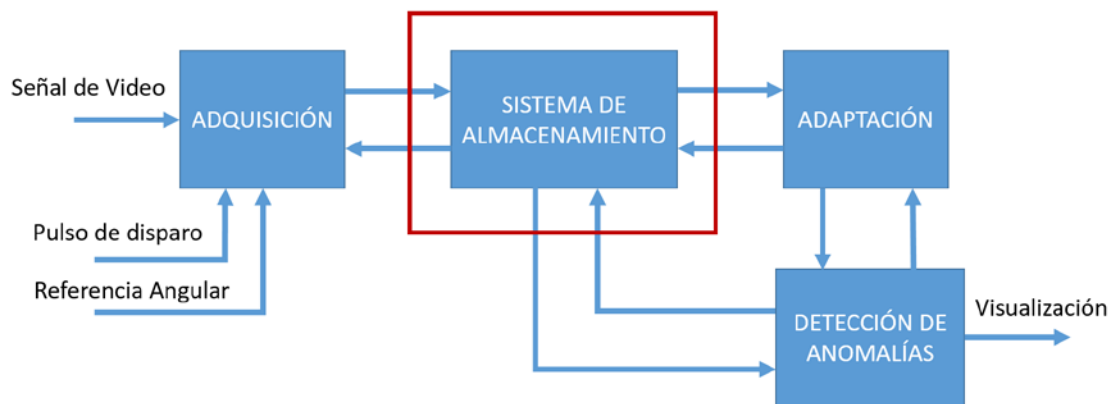 Señal de Video
ADQUISICIÓN
SISTEMA DE
ALMACENAMIENTO
ADAPTACIÓN
Pulso de disparo
Referencia Angular
DETECCIÓN DE
ANOMALÍAS
Visualización